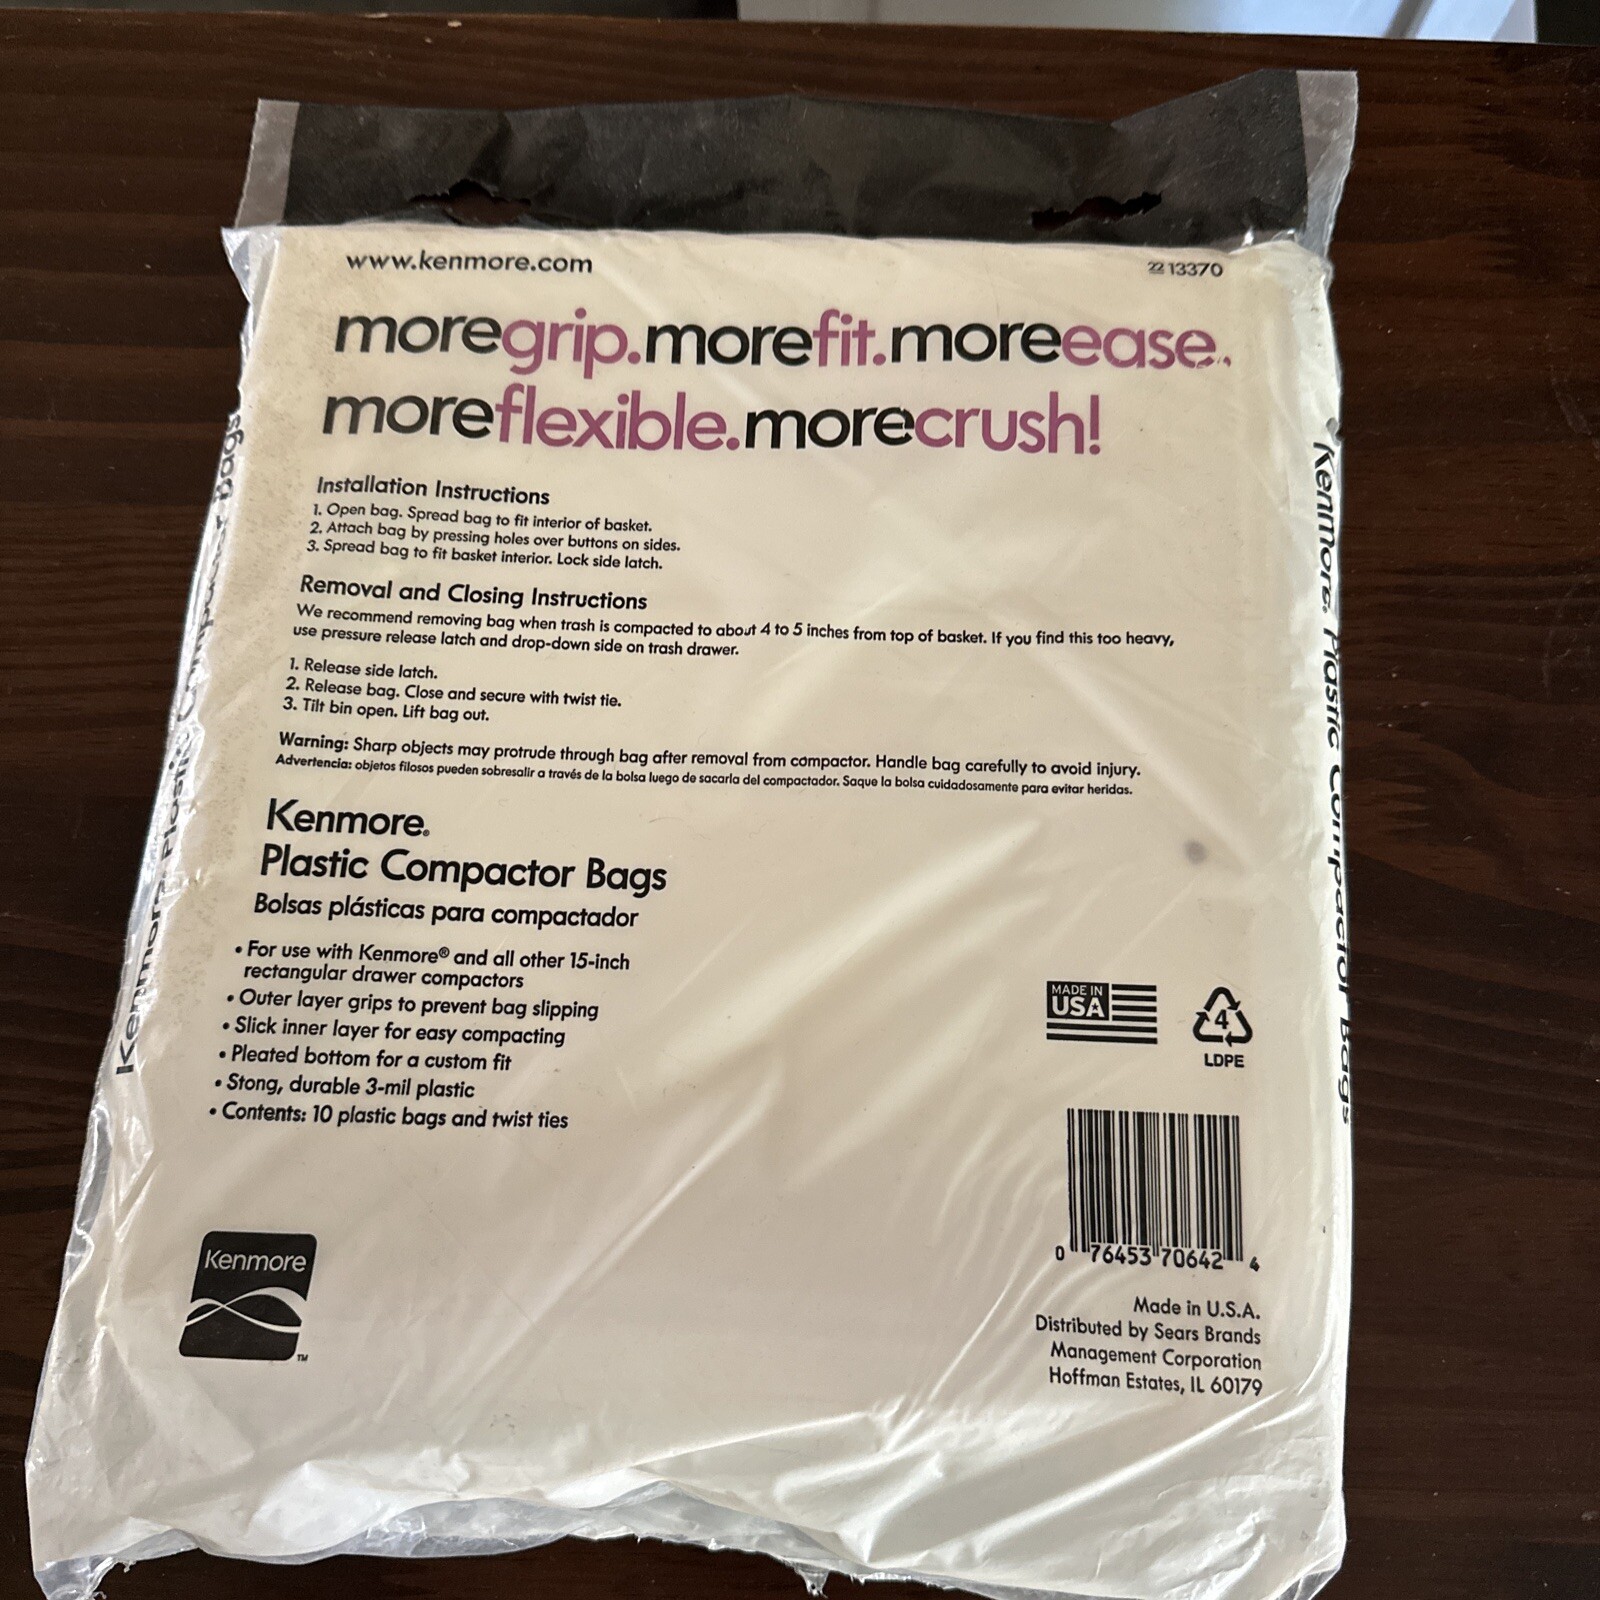 www.kenmore.com
22 13370
moregrip.morefit.moreease.
moreflexible.morecrush!
Installation Instructions
1. Open bag. Spread bag to fit interior of basket.
2. Attach bag by pressing holes over buttons on sides.
3. Spread bag to fit basket interior. Lock side latch.
Removal and Closing Instructions
We recommend removing bag when trash is compacted to about 4 to 5 inches from top of basket. If you find this too heavy,
use pressure release latch and drop-down side on trash drawer.
1. Release side latch.
2. Release bag. Close and secure with twist tie.
3. Tilt bin open. Lift bag out.
Warning: Sharp objects may protrude through bag after removal from compactor. Handle bag carefully to avoid injury.
Advertencia: objetos filosos pueden sobresalir a través de la bolsa luego de sacarla del compactador. Saque la bolsa cuidadosamente para evitar heridas.
Kenmore®
Plastic Compactor Bags
Bolsas plásticas para compactador
• For use with Kenmore® and all other 15-inch
rectangular drawer compactors
• Outer layer grips to prevent bag slipping
• Slick inner layer for easy compacting
• Pleated bottom for a custom fit
• Stong, durable 3-mil plastic
• Contents: 10 plastic bags and twist ties
MADE IN
USA
4
LDPE
0 76453 70642 4
Made in U.S.A.
Distributed by Sears Brands
Management Corporation
Hoffman Estates, IL 60179
Kenmore
TM
Kenmore® Plastic Compactor Bags
Kenmore® Plastic Compactor Bags